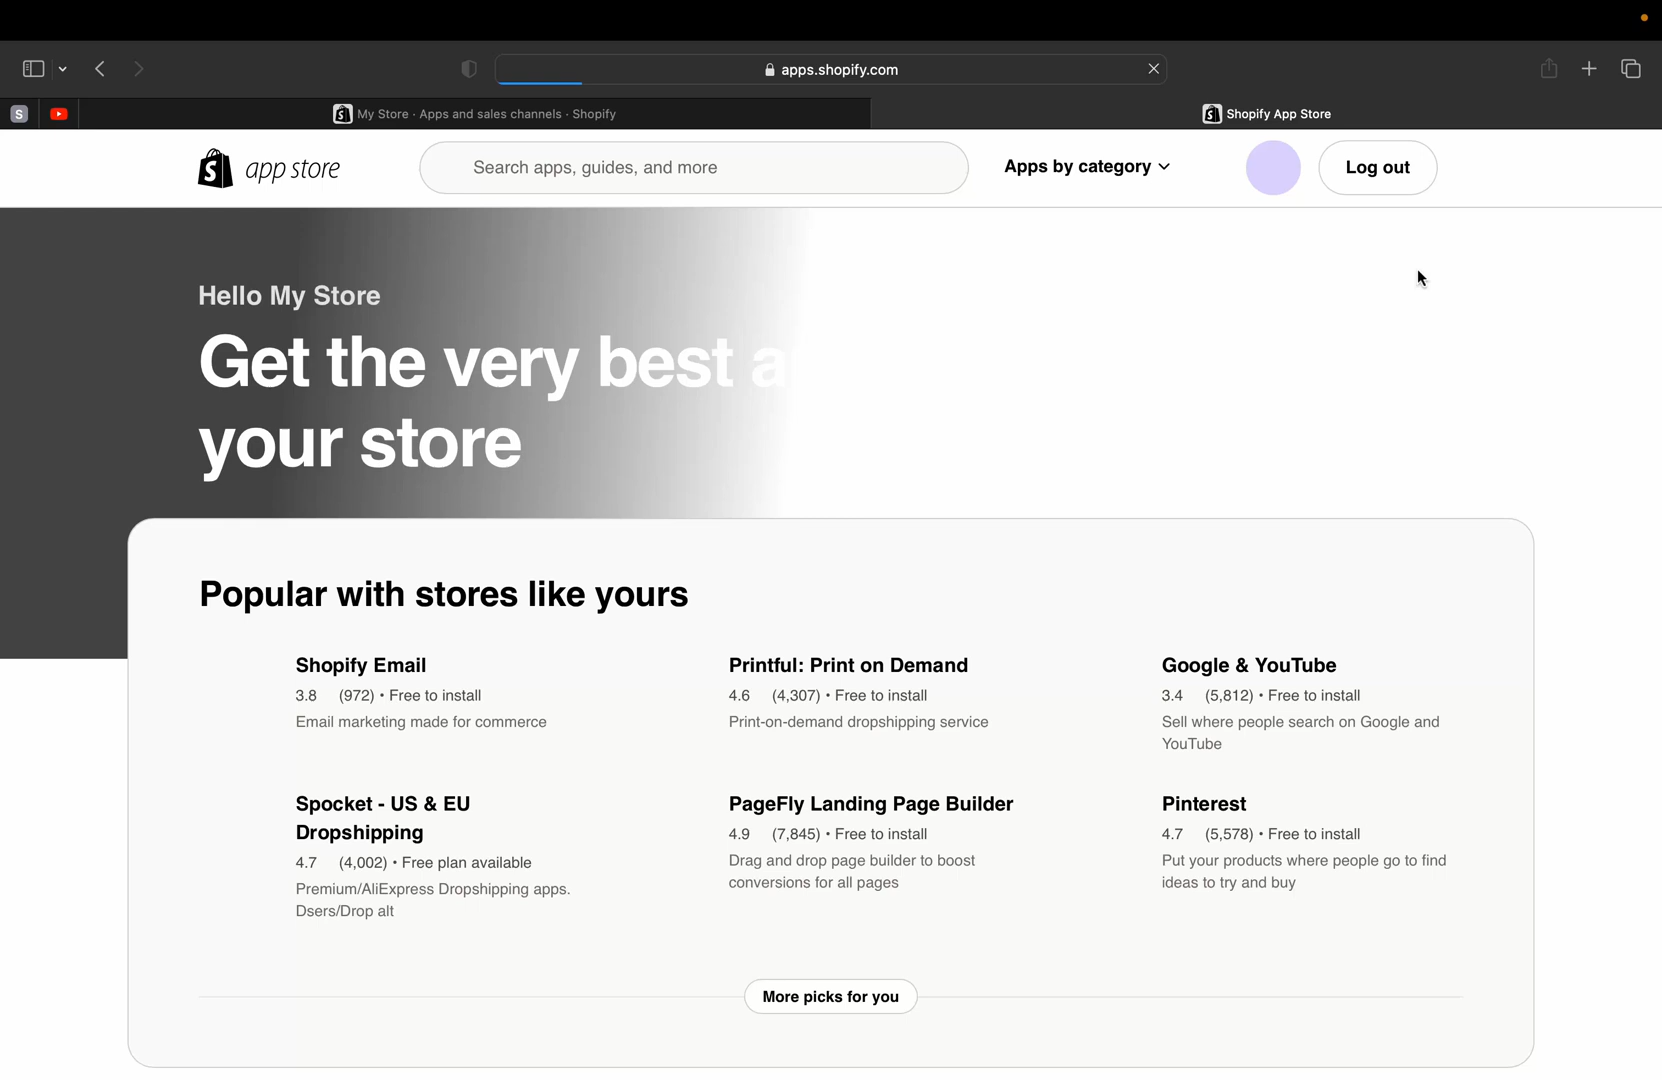 apps.shopify.com
S
My Store · Apps and sales channels · Shopify
Shopify App Store
app store
Search apps, guides, and more
Apps by category
Log out
Hello My Store
Get the very best a
your store
Popular with stores like yours
Shopify Email
3.8 (972) • Free to install
Email marketing made for commerce
Printful: Print on Demand
4.6 (4,307) • Free to install
Print-on-demand dropshipping service
Google & YouTube
3.4 (5,812) • Free to install
Sell where people search on Google and
YouTube
Spocket - US & EU
Dropshipping
4.7 (4,002) • Free plan available
Premium/AliExpress Dropshipping apps.
Dsers/Drop alt
PageFly Landing Page Builder
4.9 (7,845) • Free to install
Drag and drop page builder to boost
conversions for all pages
Pinterest
4.7 (5,578) • Free to install
Put your products where people go to find
ideas to try and buy
More picks for you